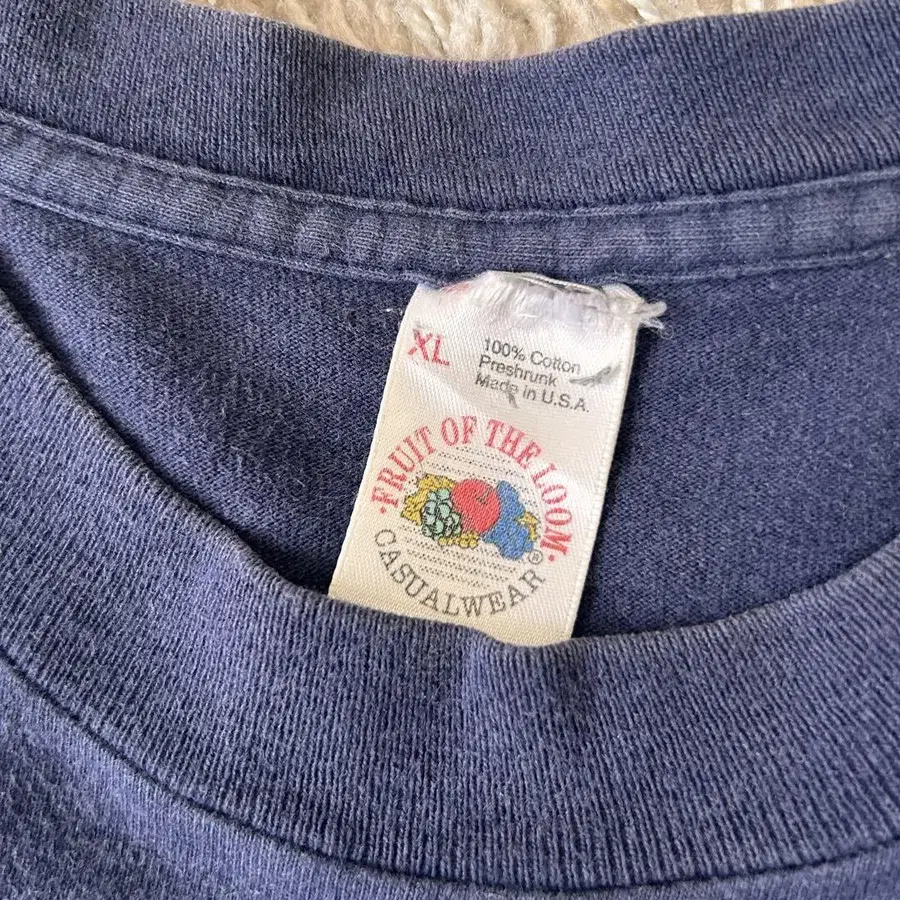 XL
100% Cotton
Preshrunk
Made in U.S.A.
·FRUIT OF THE LOOM·
CASUALWEAR®